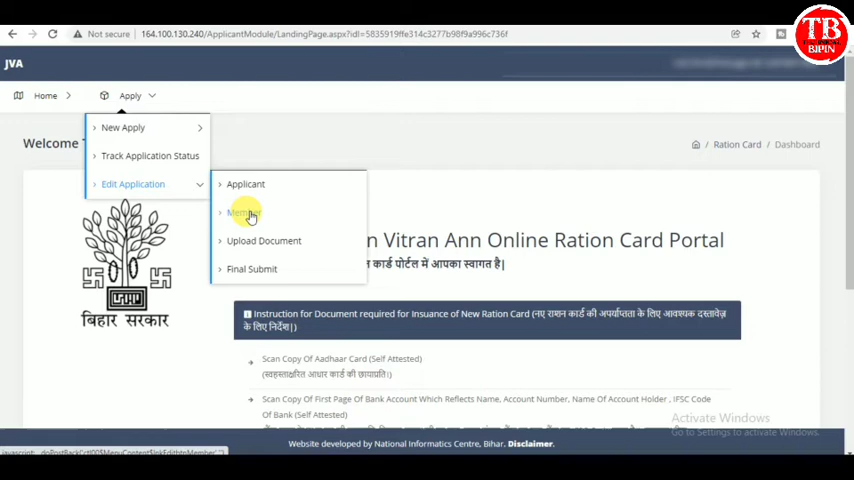 Not secure
164.100.130.240/ApplicantModule/LandingPage.aspx?idl=5835919ffe314c3277b98f9a996c736f
TB
BIPIN
JVA
Home
Apply
New Apply
Track Application Status
Edit Application
Applicant
Member
Upload Document
Final Submit
Welcome T
Ration Card / Dashboard
n Vitran Ann Online Ration Card Portal
कार्ड पोर्टल में आपका स्वागत है|
बिहार सरकार
Instruction for Document required for Issuance of New Ration Card (नए राशन कार्ड की अपर्याप्तता के लिए आवश्यक दस्तावेज़
के लिए निर्देश|)
Scan Copy Of Aadhaar Card (Self Attested)
(स्वहस्ताक्षरित आधार कार्ड की छायाप्रति।)
Scan Copy Of First Page Of Bank Account Which Reflects Name, Account Number, Name Of Account Holder , IFSC Code
Of Bank (Self Attested)
Activate Windows
Go to Settings to activate Windows.
Website developed by National Informatics Centre, Bihar. Disclaimer.